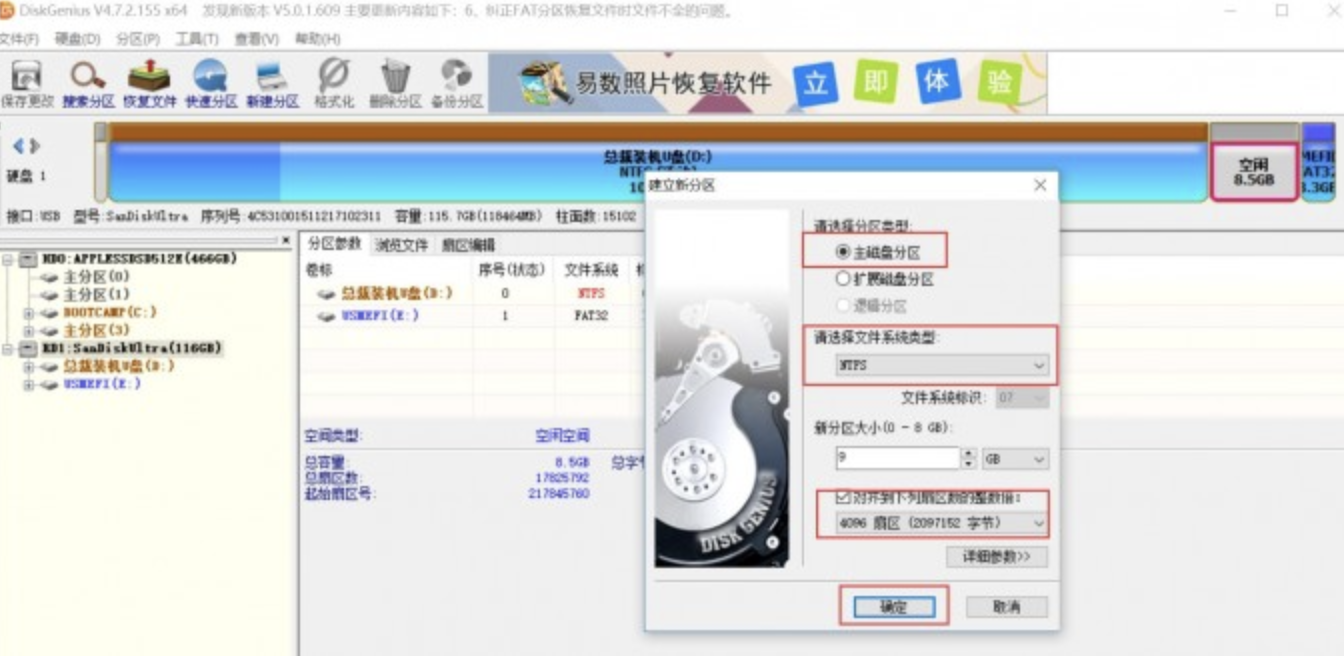 DiskGenius V4.7.2.155 x64 发现新版本 V5.0.1.609 主要更新内容如下：6、纠正FAT分区恢复文件时文件不全的问题。
文件(F) 硬盘(D) 分区(P) 工具(T) 查看(V) 帮助(H)
保存更改 搜索分区 恢复文件 快速分区 新建分区 格式化 删除分区 备份分区
易数照片恢复软件 立 即 体 验
硬盘 1
总裁装机U盘(D:)
空闲
8.5GB
接口:USB 型号:SanDiskUltra 序列号:4C531001511217102311 容量:115.7GB(118464MB) 柱面数:15102
HD0:APPLESSDSD512E(466GB)
主分区(0)
主分区(1)
BOOTCAMP(C:)
主分区(3)
HD1:SanDiskUltra(116GB)
总裁装机U盘(D:)
USMEFI(E:)
分区参数 浏览文件 扇区编辑
卷标 序号(状态) 文件系统
总裁装机U盘(D:) 0 NTFS
USMEFI(E:) 1 FAT32
空间类型: 空闲空间
总容量: 8.5GB
总扇区数: 17825792
起始扇区号: 217845760
建立新分区
请选择分区类型:
主磁盘分区
扩展磁盘分区
逻辑分区
请选择文件系统类型:
NTFS
文件系统标识: 07
新分区大小(0 - 8 GB):
9 GB
对齐到下列扇区数的整数倍:
4096 扇区 (2097152 字节)
详细参数>>
DISK GENIUS
确定 取消